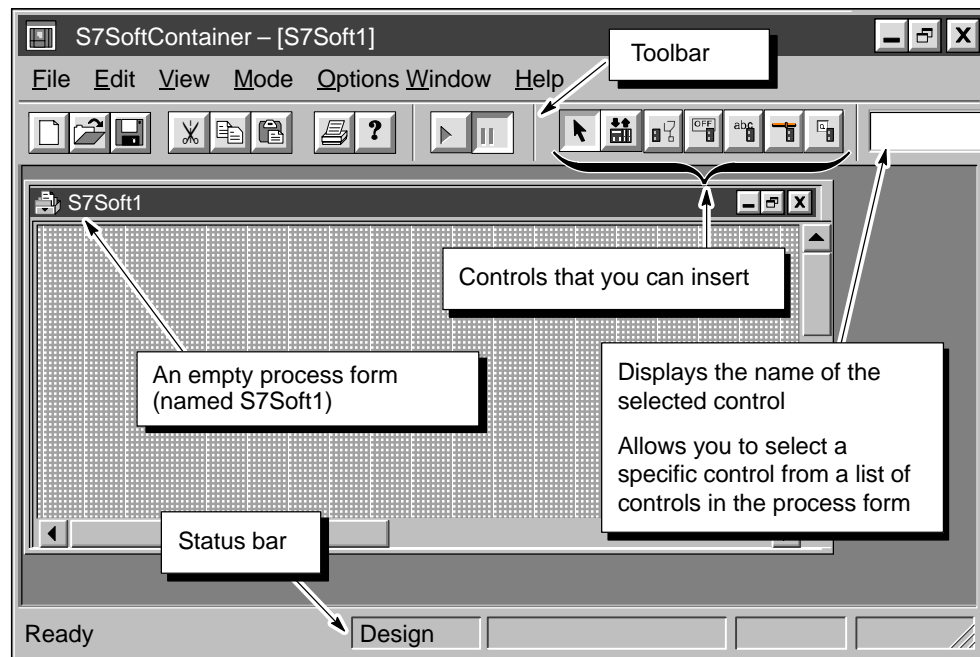 S7SoftContainer – [S7Soft1]
Toolbar
File Edit View Mode Options Window Help
?
OFF
abc
a
S7Soft1
Controls that you can insert
An empty process form
(named S7Soft1)
Displays the name of the
selected control
Allows you to select a
specific control from a list of
controls in the process form
Status bar
Ready
Design